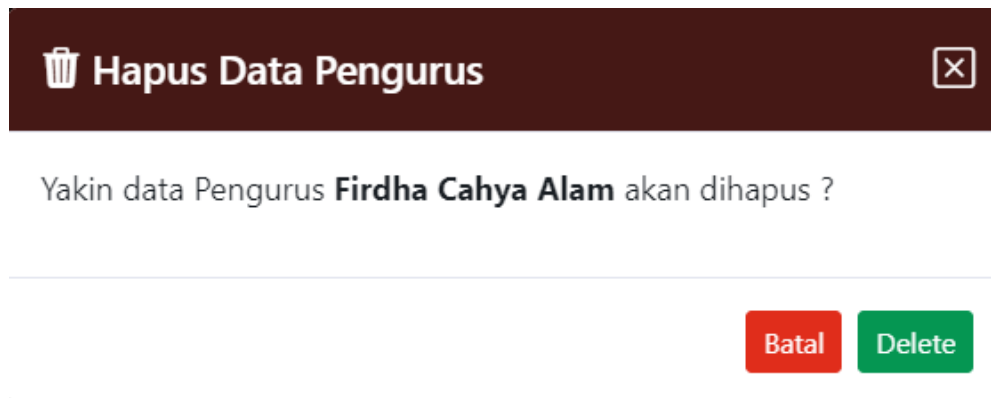 Hapus Data Pengurus
Yakin data Pengurus Firdha Cahya Alam akan dihapus ?
Batal Delete